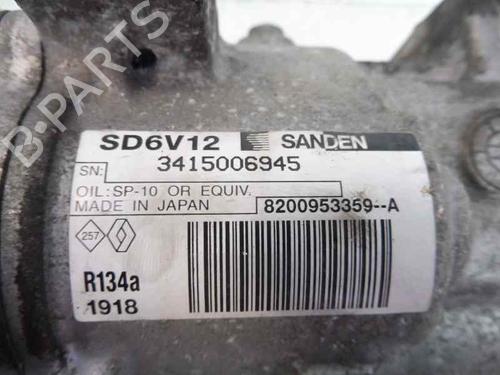 SD6V12 SANDEN
SN: 3415006945
OIL: SP-10 OR EQUIV.
MADE IN JAPAN 8200953359--A
257
R134a
1918
B-PARTS